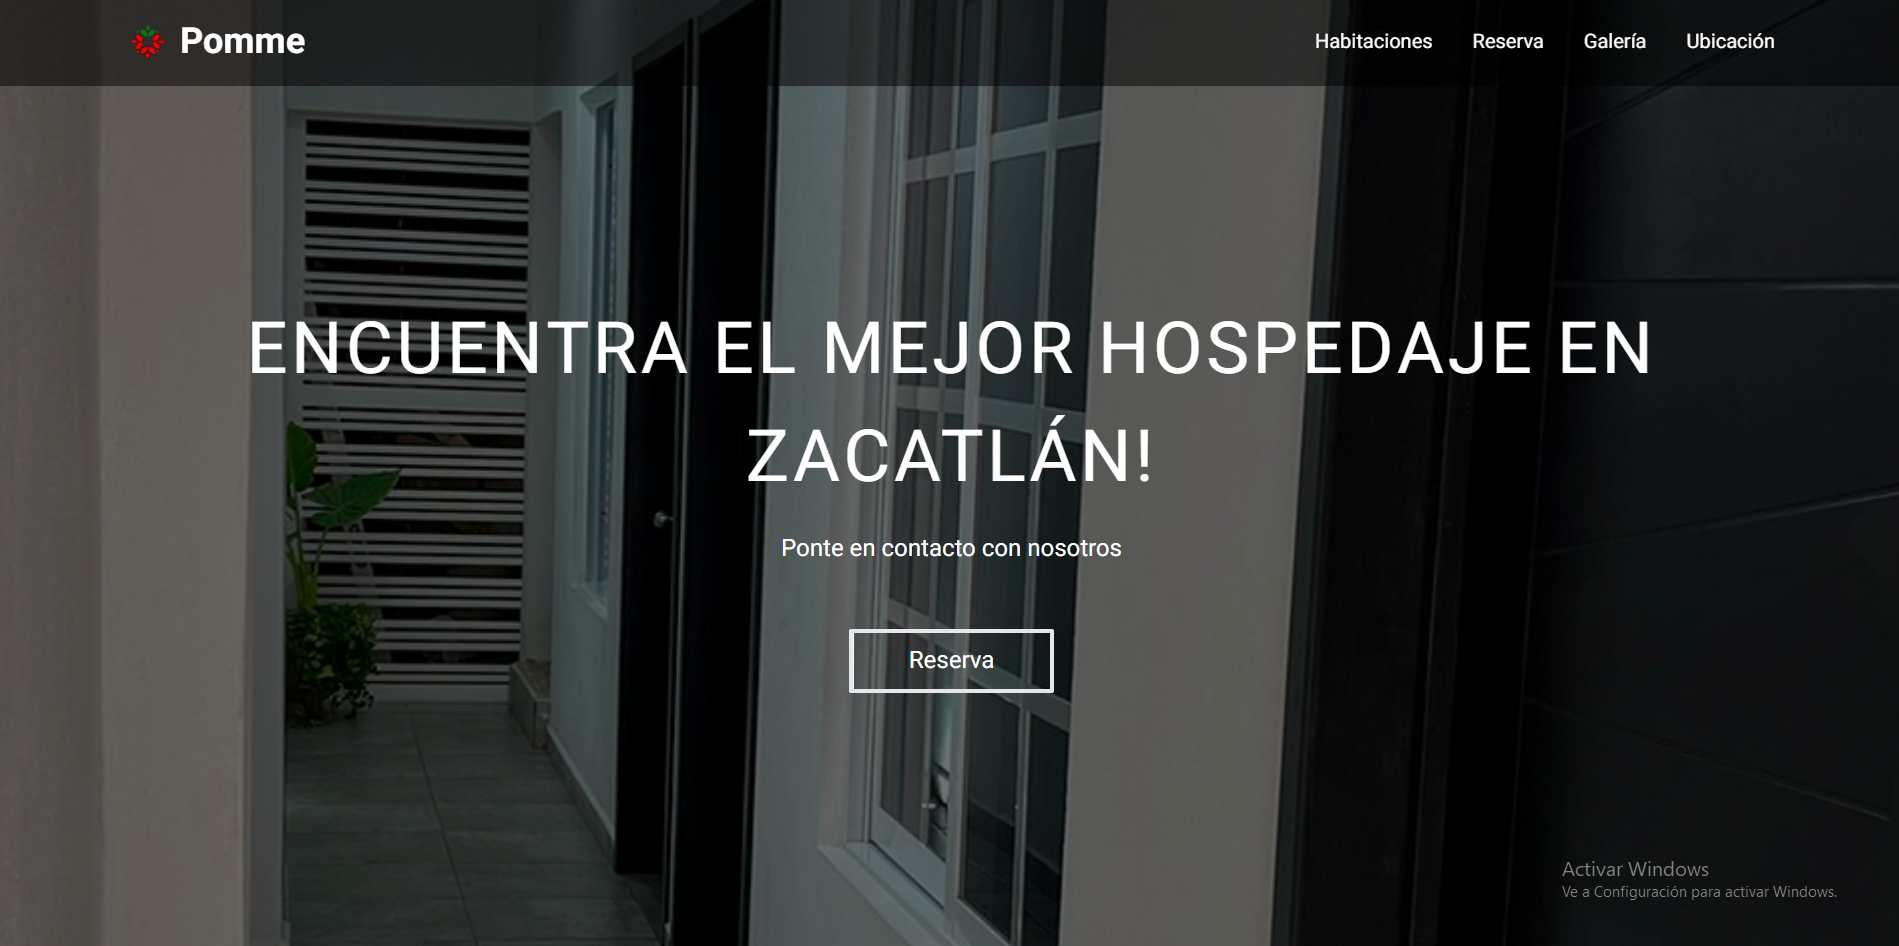 Pomme
Habitaciones
Reserva
Galería
Ubicación
ENCUENTRA EL MEJOR HOSPEDAJE EN
ZACATLÁN!
Ponte en contacto con nosotros
Reserva
Activar Windows
Ve a Configuración para activar Windows.